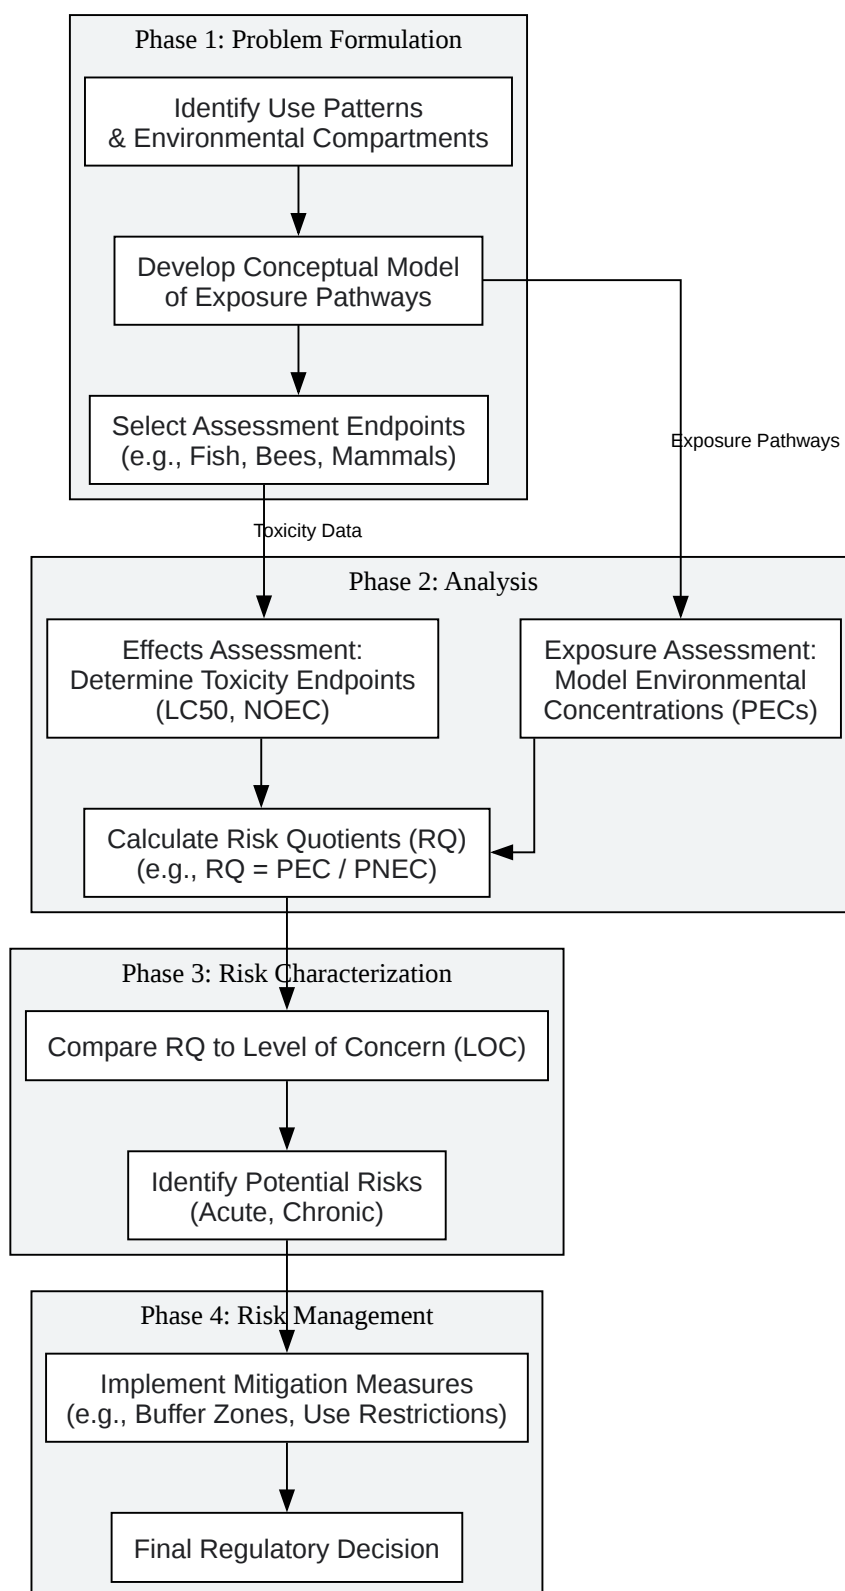 Phase 1: Problem Formulation
Identify Use Patterns
& Environmental Compartments
Develop Conceptual Model
of Exposure Pathways
Select Assessment Endpoints
(e.g., Fish, Bees, Mammals)
Exposure Pathways
Toxicity Data
Phase 2: Analysis
Effects Assessment:
Determine Toxicity Endpoints
(LC50, NOEC)
Exposure Assessment:
Model Environmental
Concentrations (PECs)
Calculate Risk Quotients (RQ)
(e.g., RQ = PEC / PNEC)
Phase 3: Risk Characterization
Compare RQ to Level of Concern (LOC)
Identify Potential Risks
(Acute, Chronic)
Phase 4: Risk Management
Implement Mitigation Measures
(e.g., Buffer Zones, Use Restrictions)
Final Regulatory Decision